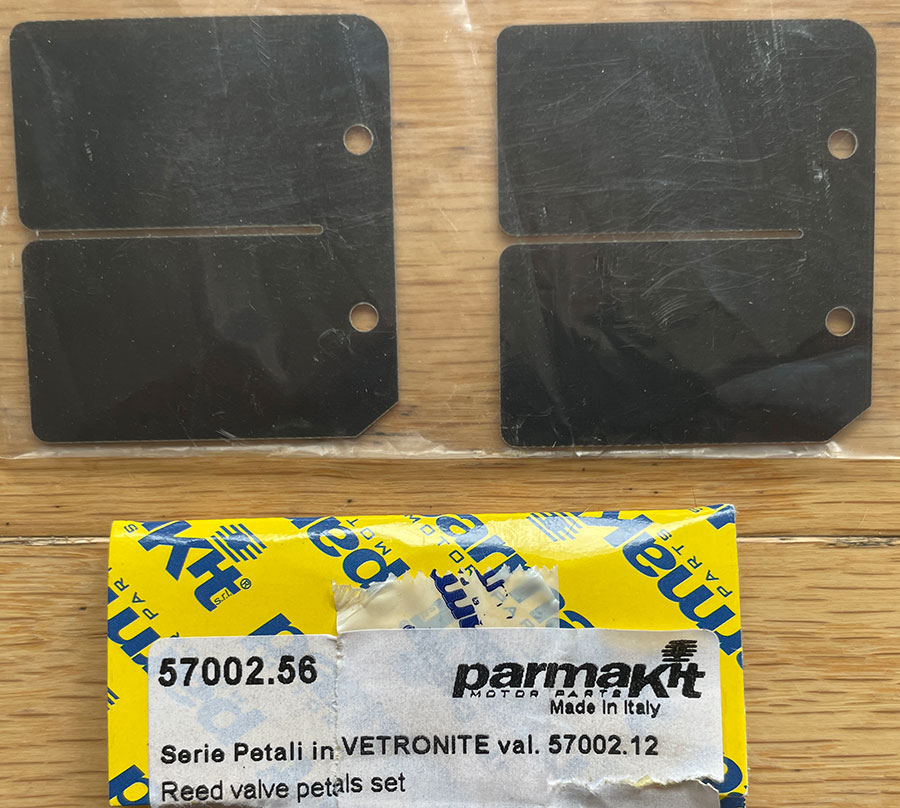 57002.56
parmakit
MOTOR PARTS
Made in Italy
Serie Petali in VETRONITE val. 57002.12
Reed valve petals set